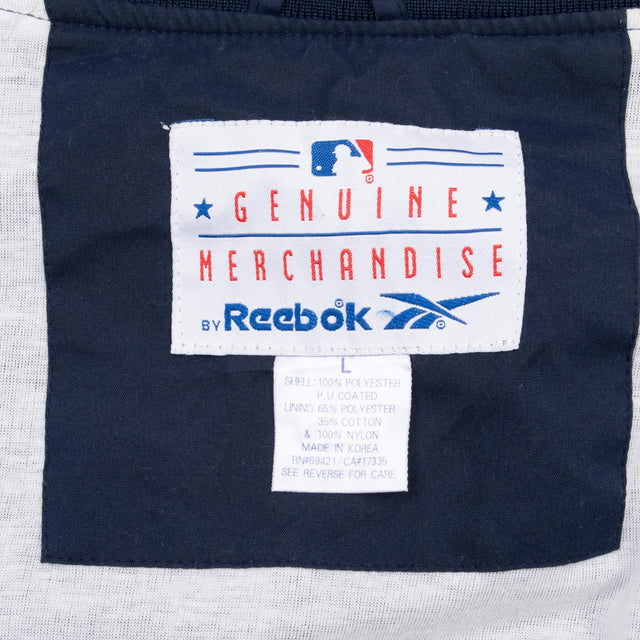 GENUINE
MERCHANDISE
BY Reebok
L
SHELL: 100% POLYESTER
P.U.COATED
LINING: 65% POLYESTER
35% COTTON
& 100% NYLON
MADE IN KOREA
RN#69421/CA#17335
SEE REVERSE FOR CARE